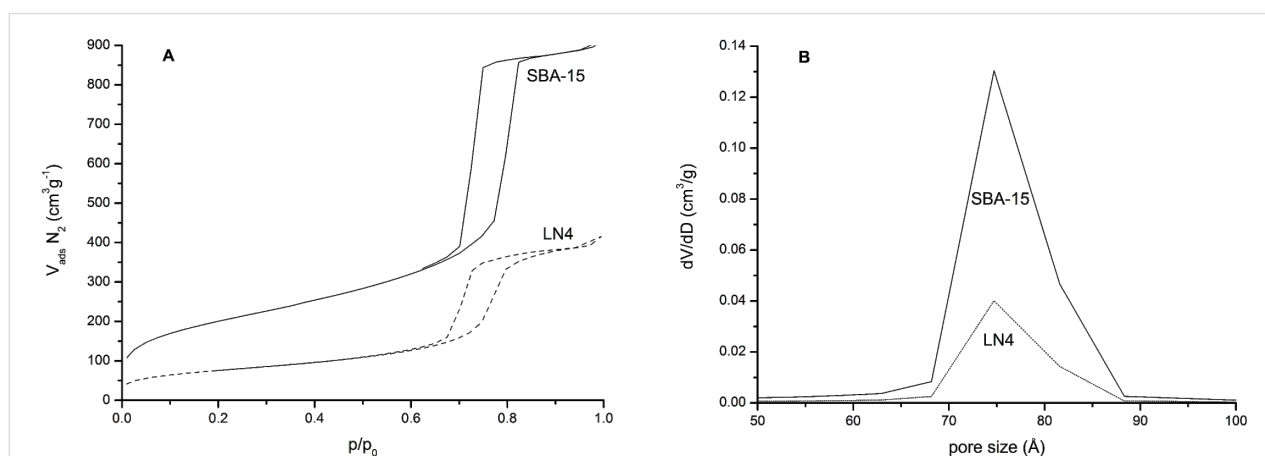 A
900
800
700
600
500
400
300
200
100
0
V_ads N_2 (cm^3g^-1)
SBA-15
LN4
0.0 0.2 0.4 0.6 0.8 1.0
p/p_0
B
0.14
0.12
0.10
0.08
0.06
0.04
0.02
0.00
dV/dD (cm^3/g)
SBA-15
LN4
50 60 70 80 90 100
pore size (Å)